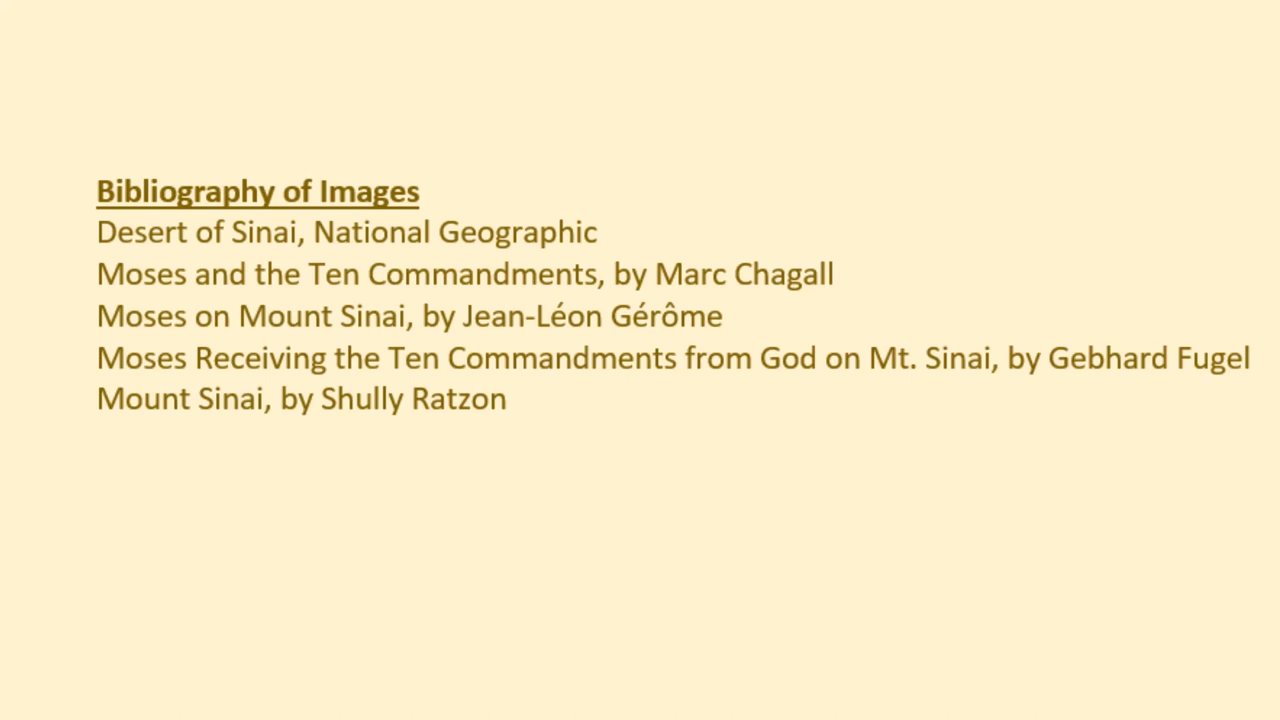 Bibliography of Images
Desert of Sinai, National Geographic
Moses and the Ten Commandments, by Marc Chagall
Moses on Mount Sinai, by Jean-Léon Gérôme
Moses Receiving the Ten Commandments from God on Mt. Sinai, by Gebhard Fugel
Mount Sinai, by Shully Ratzon